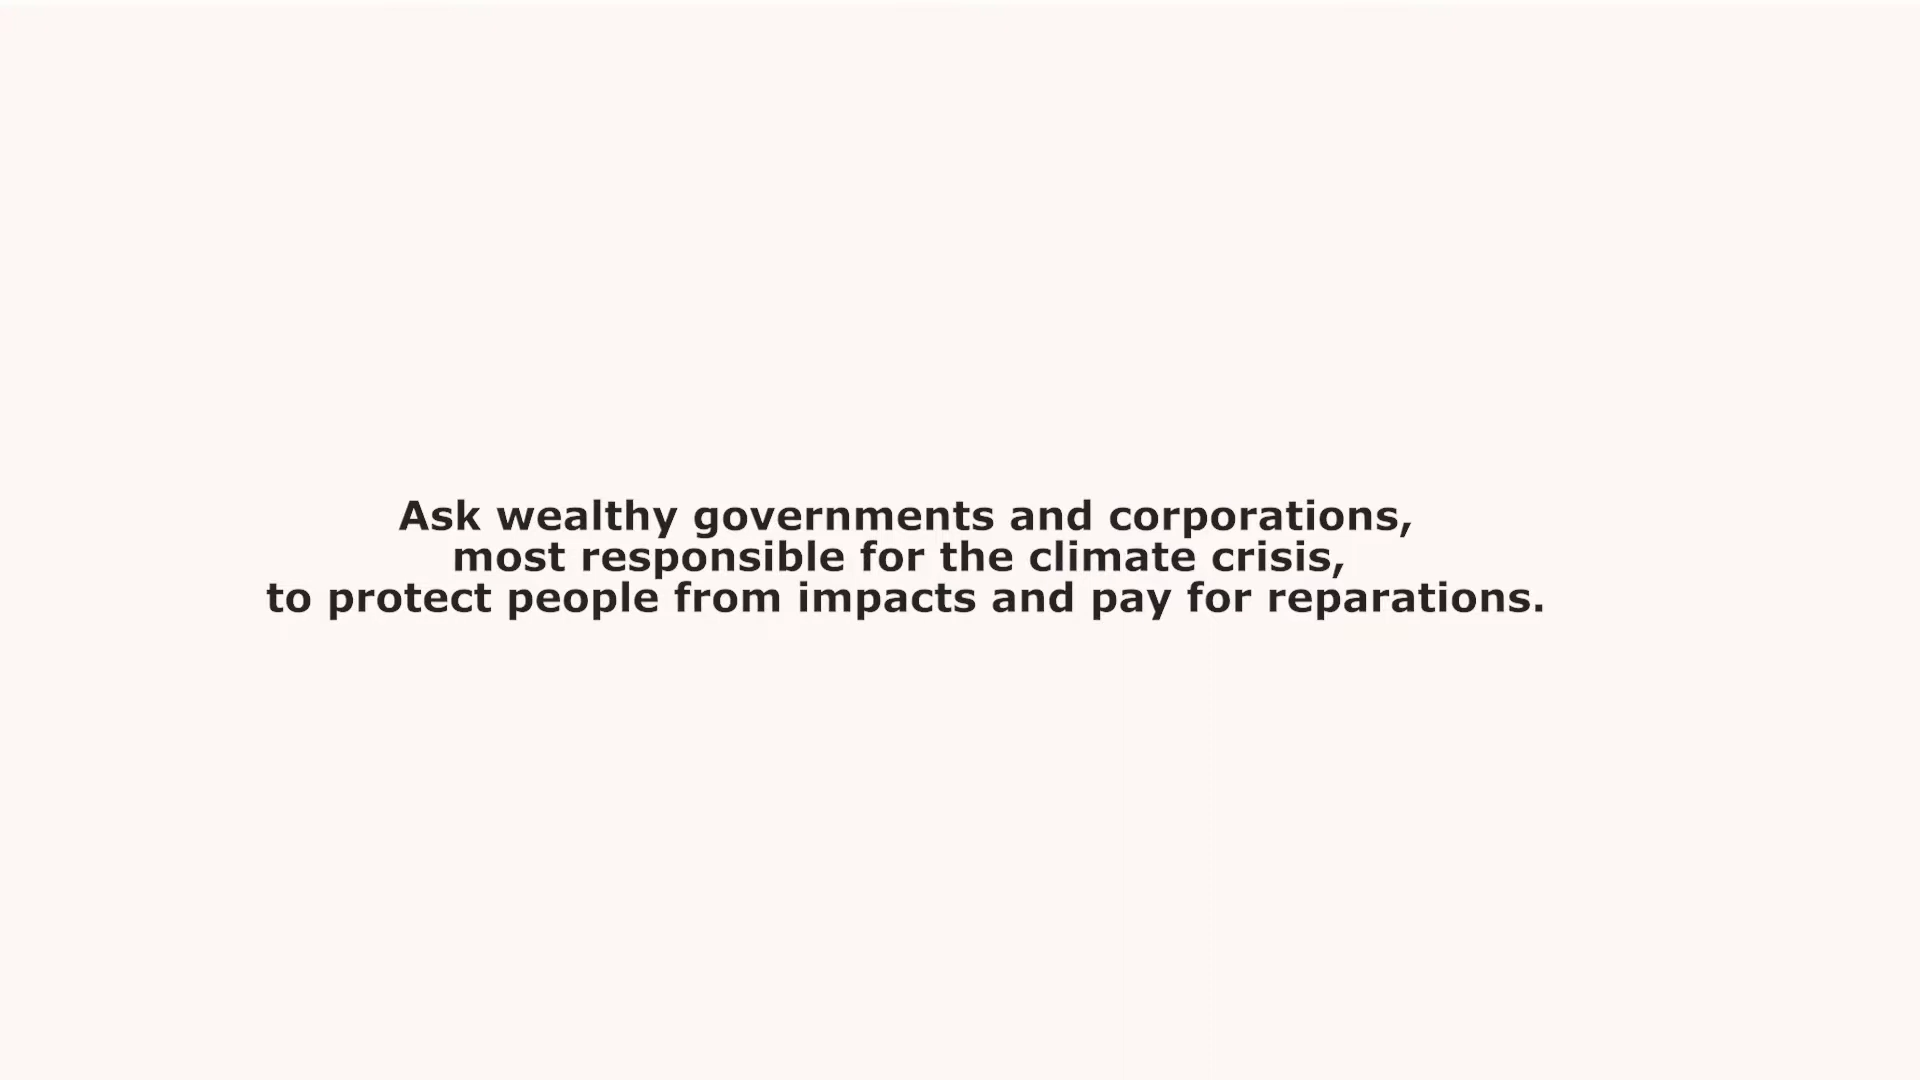 Ask wealthy governments and corporations,
most responsible for the climate crisis,
to protect people from impacts and pay for reparations.